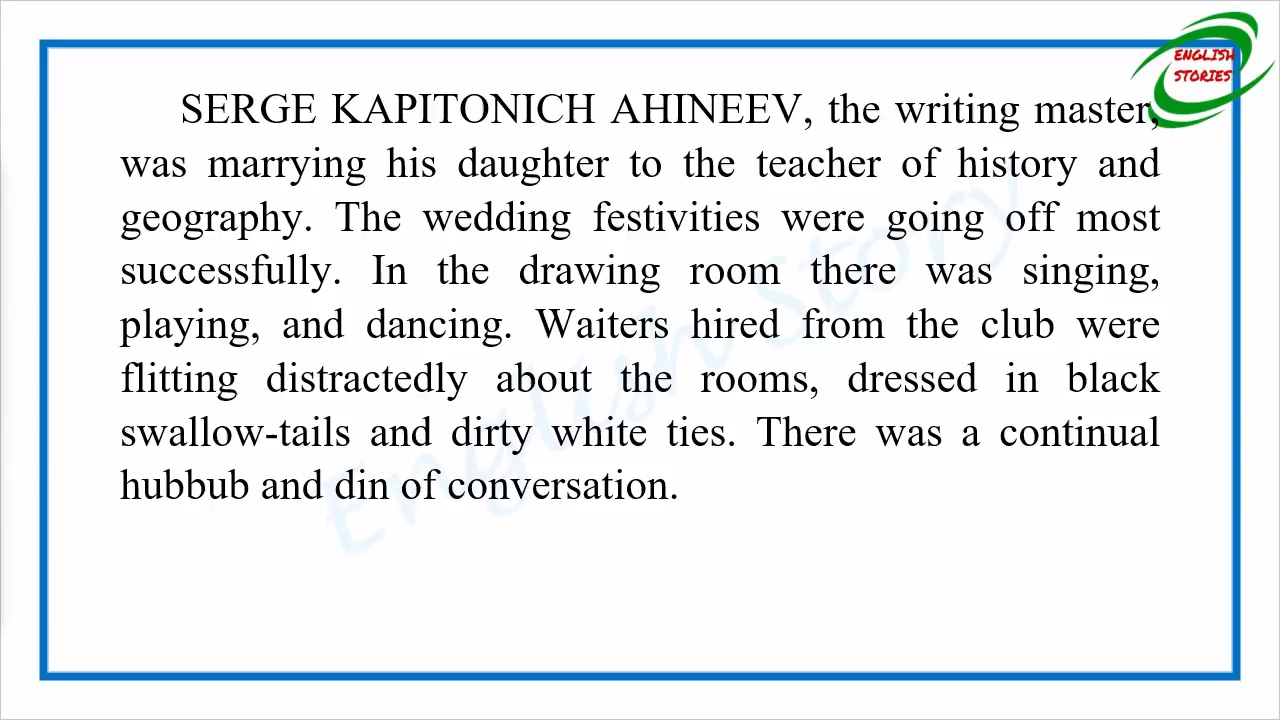 ENGLISH
STORIES
SERGE KAPITONICH AHINEEV, the writing master,
was marrying his daughter to the teacher of history and
geography. The wedding festivities were going off most
successfully. In the drawing room there was singing,
playing, and dancing. Waiters hired from the club were
flitting distractedly about the rooms, dressed in black
swallow-tails and dirty white ties. There was a continual
hubbub and din of conversation.
English Story